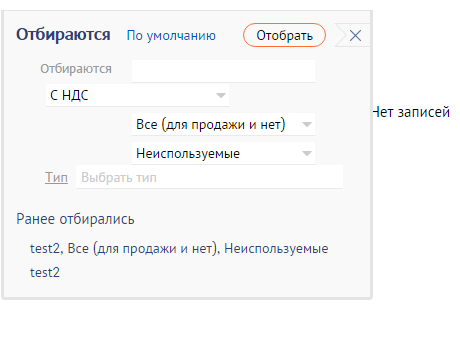 Отбираются По умолчанию Отобрать
Отбираются
С НДС
Нет записей
Все (для продажи и нет)
Неиспользуемые
Тип Выбрать тип
Ранее отбирались
test2, Все (для продажи и нет), Неиспользуемые
test2